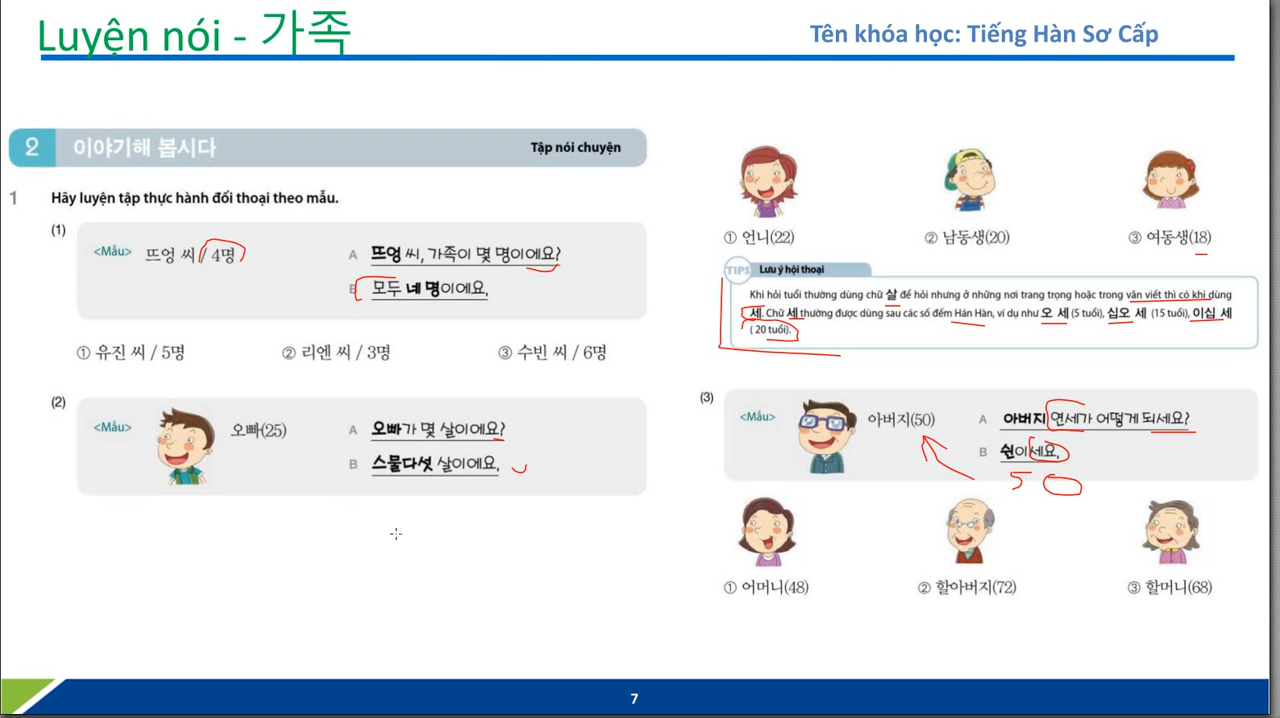 Luyện nói - 가족
Tên khóa học: Tiếng Hàn Sơ Cấp
2 이야기해 봅시다 Tập nói chuyện
1 Hãy luyện tập thực hành đối thoại theo mẫu.
(1)
<Mẫu> 뜨엉 씨 / 4명 A 뜨엉 씨, 가족이 몇 명이에요?
B 모두 네 명이에요.
① 유진 씨 / 5명 ② 리엔 씨 / 3명 ③ 수빈 씨 / 6명
(2)
<Mẫu> 오빠(25) A 오빠가 몇 살이에요?
B 스물다섯 살이에요.
① 언니(22) ② 남동생(20) ③ 여동생(18)
TIPS Lưu ý hội thoại
Khi hỏi tuổi thường dùng chữ 살 để hỏi nhưng ở những nơi trang trọng hoặc trong văn viết thì có khi dùng
세. Chữ 세 thường được dùng sau các số đếm Hán Hàn, ví dụ như 오 세 (5 tuổi), 십오 세 (15 tuổi), 이십 세
( 20 tuổi).
(3)
<Mẫu> 아버지(50) A 아버지 연세가 어떻게 되세요?
B 쉰이세요.
5 0
① 어머니(48) ② 할아버지(72) ③ 할머니(68)
7